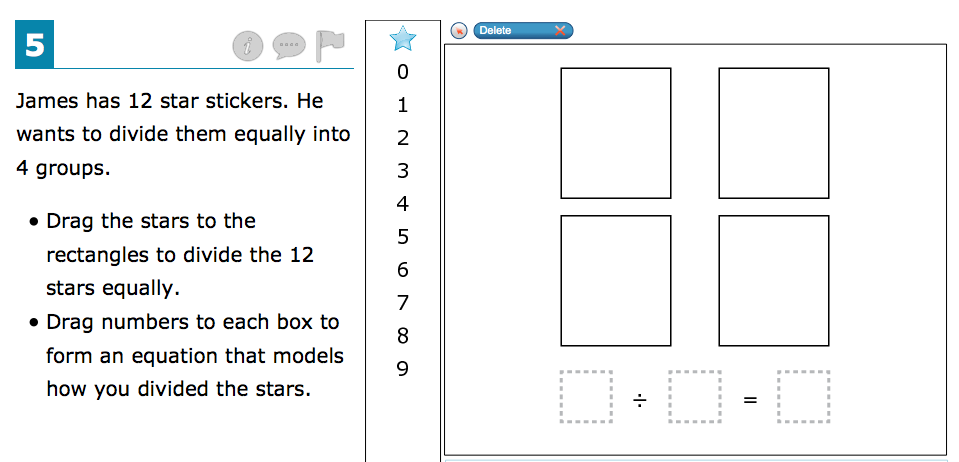 5
James has 12 star stickers. He
wants to divide them equally into
4 groups.
• Drag the stars to the
rectangles to divide the 12
stars equally.
• Drag numbers to each box to
form an equation that models
how you divided the stars.
0
1
2
3
4
5
6
7
8
9
Delete
÷ =